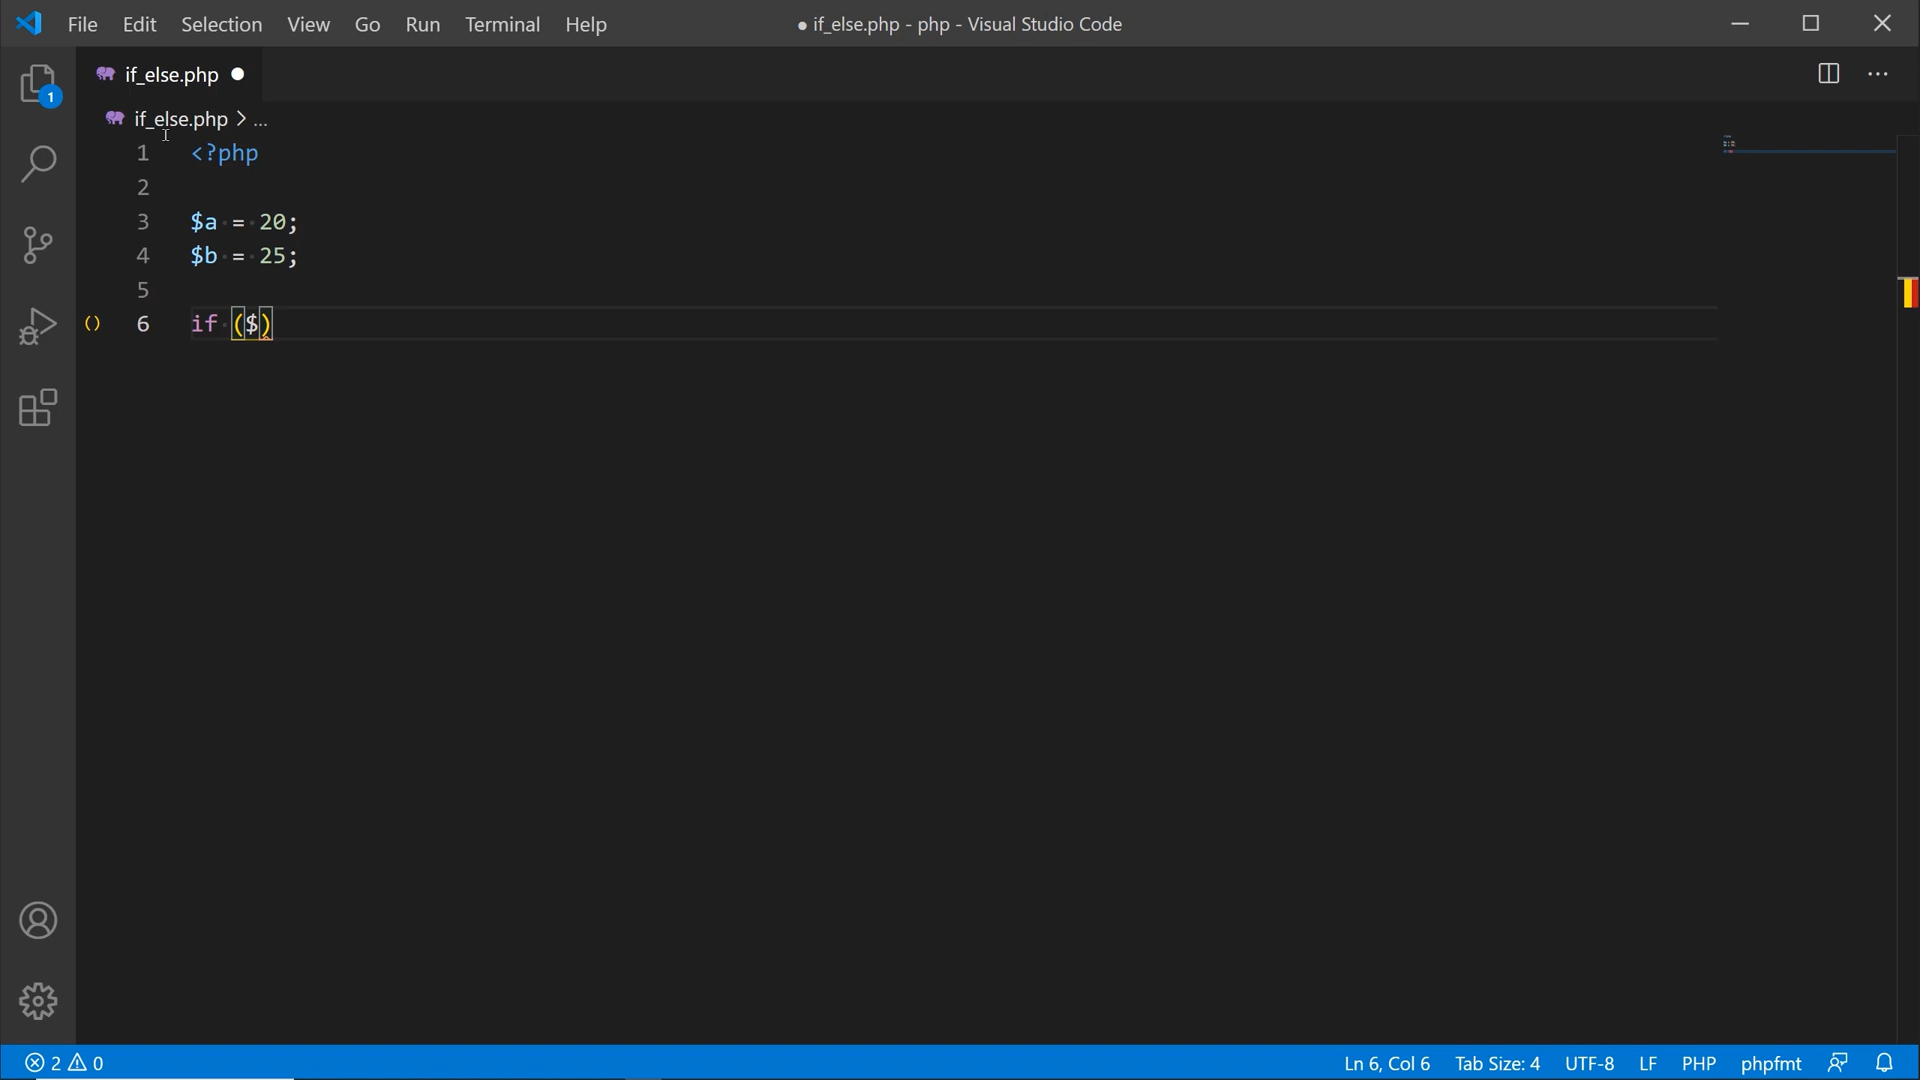 File Edit Selection View Go Run Terminal Help
● if_else.php - php - Visual Studio Code
if_else.php ●
if_else.php > ...
1 <?php
2
3 $a = 20;
4 $b = 25;
5
6 if ($)
1
2 0
Ln 6, Col 6 Tab Size: 4 UTF-8 LF PHP phpfmt